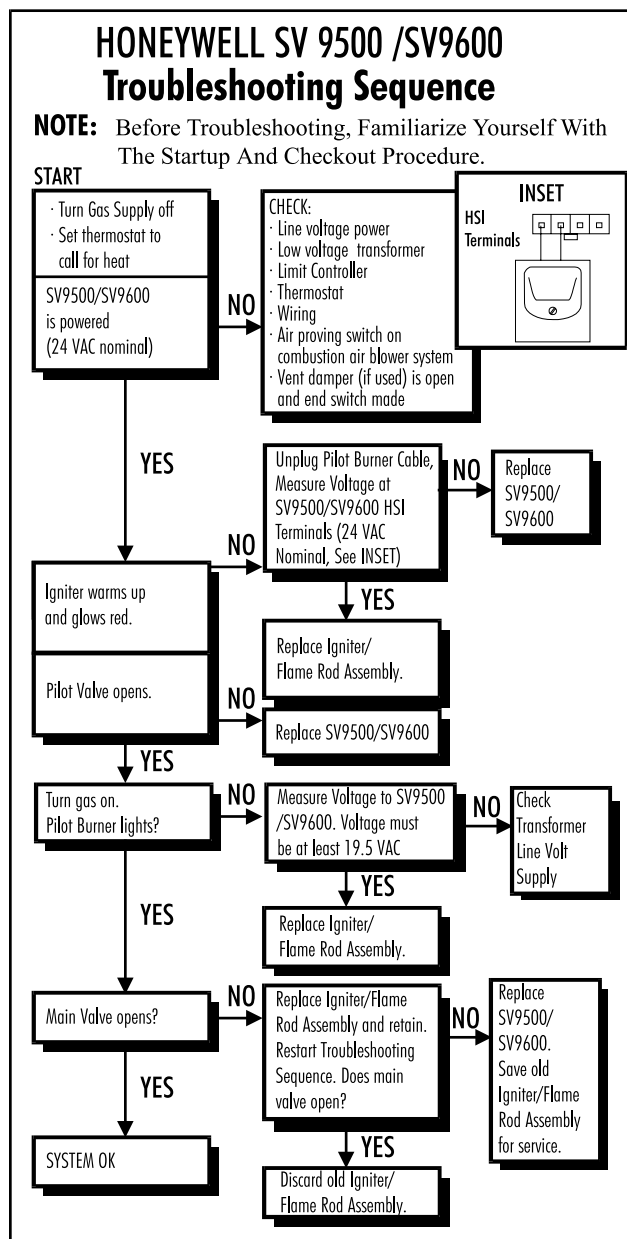 HONEYWELL SV 9500 /SV9600
Troubleshooting Sequence
NOTE: Before Troubleshooting, Familiarize Yourself With
The Startup And Checkout Procedure.
START
· Turn Gas Supply off
· Set thermostat to
call for heat
SV9500/SV9600
is powered
(24 VAC nominal)
NO
CHECK:
· Line voltage power
· Low voltage transformer
· Limit Controller
· Thermostat
· Wiring
· Air proving switch on
combustion air blower system
· Vent damper (if used) is open
and end switch made
INSET
HSI
Terminals
YES
Igniter warms up
and glows red.
NO
Unplug Pilot Burner Cable,
Measure Voltage at
SV9500/SV9600 HSI
Terminals (24 VAC
Nominal, See INSET)
NO
Replace
SV9500/
SV9600
YES
Replace Igniter/
Flame Rod Assembly.
Pilot Valve opens.
NO
Replace SV9500/SV9600
YES
Turn gas on.
Pilot Burner lights?
NO
Measure Voltage to SV9500
/SV9600. Voltage must
be at least 19.5 VAC
NO
Check
Transformer
Line Volt
Supply
YES
Replace Igniter/
Flame Rod Assembly.
YES
Main Valve opens?
NO
Replace Igniter/Flame
Rod Assembly and retain.
Restart Troubleshooting
Sequence. Does main
valve open?
NO
Replace
SV9500/
SV9600.
Save old
Igniter/Flame
Rod Assembly
for service.
YES
Discard old Igniter/
Flame Rod Assembly.
YES
SYSTEM OK